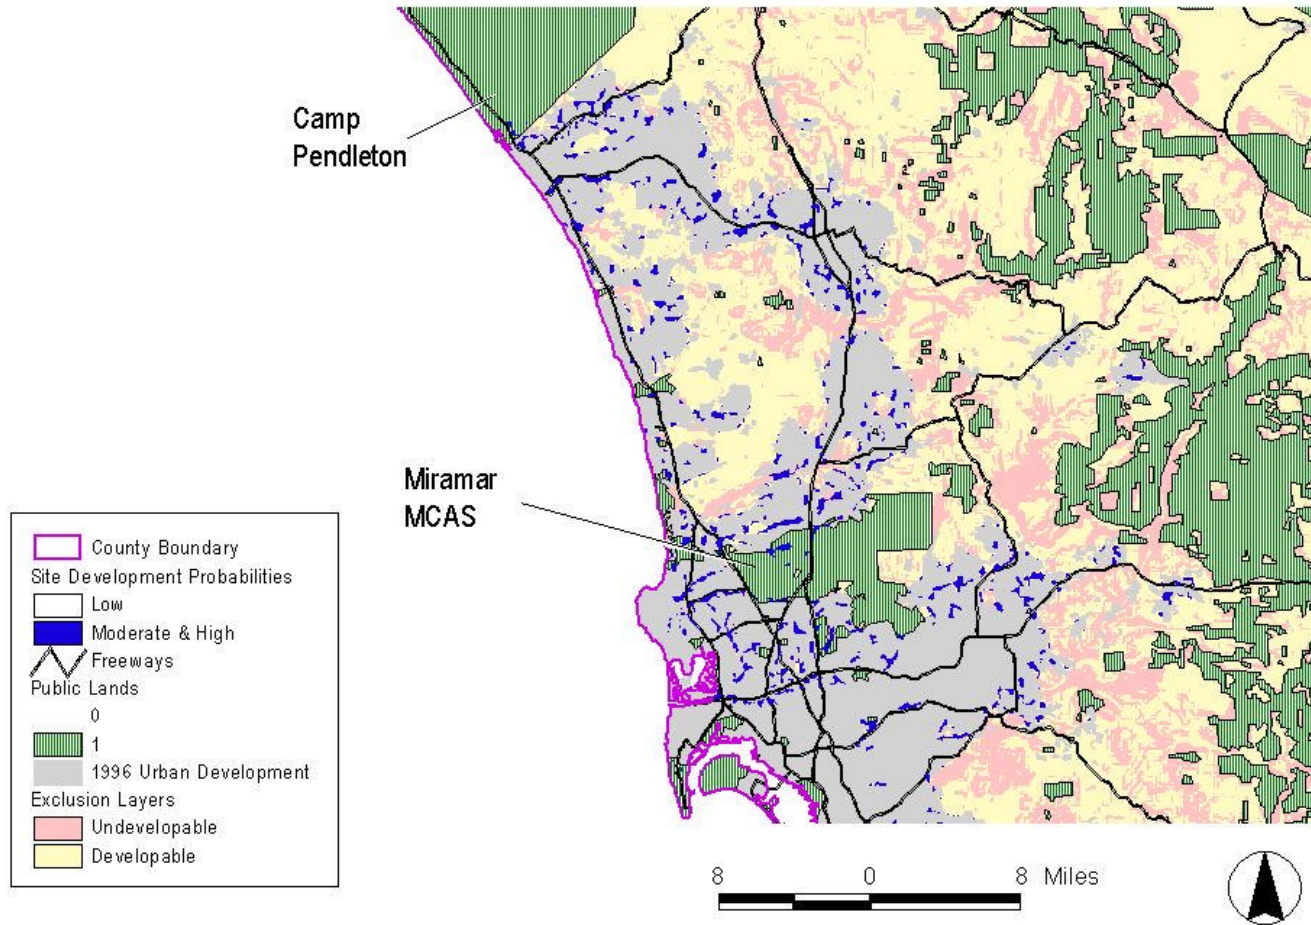 Camp
Pendleton
Miramar
MCAS
County Boundary
Site Development Probabilities
Low
Moderate & High
Freeways
Public Lands
0
1
1996 Urban Development
Exclusion Layers
Undevelopable
Developable
8 0 8 Miles